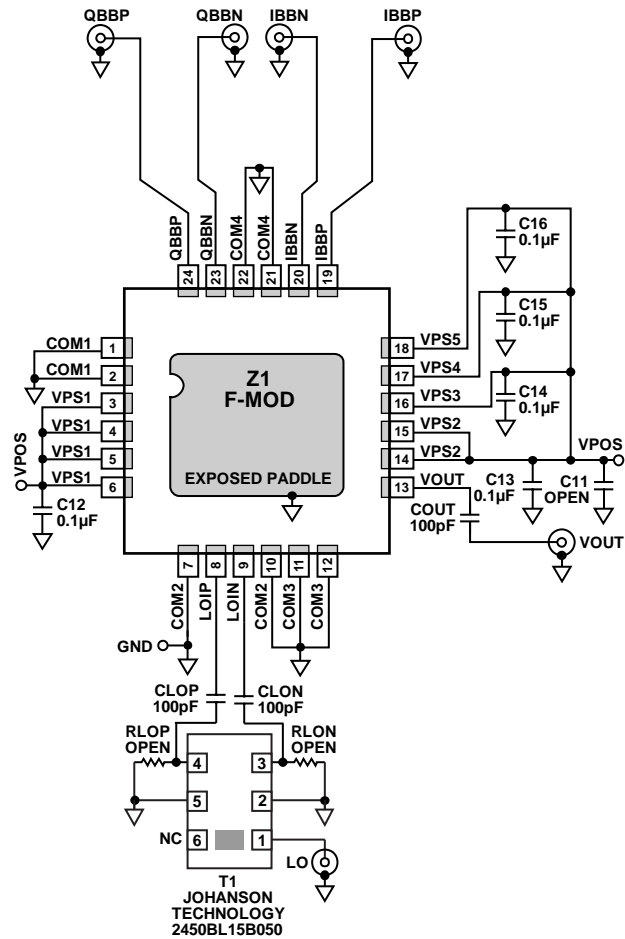 QBBP
QBBN
IBBN
IBBP
QBBP
QBBN
COM4
COM4
IBBN
IBBP
24
23
22
21
20
19
C16
0.1µF
C15
0.1µF
C14
0.1µF
COM1
1
COM1
2
VPS1
3
VPS1
4
VPS1
5
VPS1
6
VPOS
C12
0.1µF
Z1
F-MOD
EXPOSED PADDLE
18
VPS5
17
VPS4
16
VPS3
15
VPS2
14
VPS2
13
VOUT
VPOS
C13
0.1µF
C11
OPEN
COUT
100pF
VOUT
7
8
9
10
11
12
COM2
LOIP
LOIN
COM2
COM3
COM3
GND
CLOP
100pF
CLON
100pF
RLOP
OPEN
RLON
OPEN
4
3
5
2
NC
6
1
LO
T1
JOHANSON
TECHNOLOGY
2450BL15B050